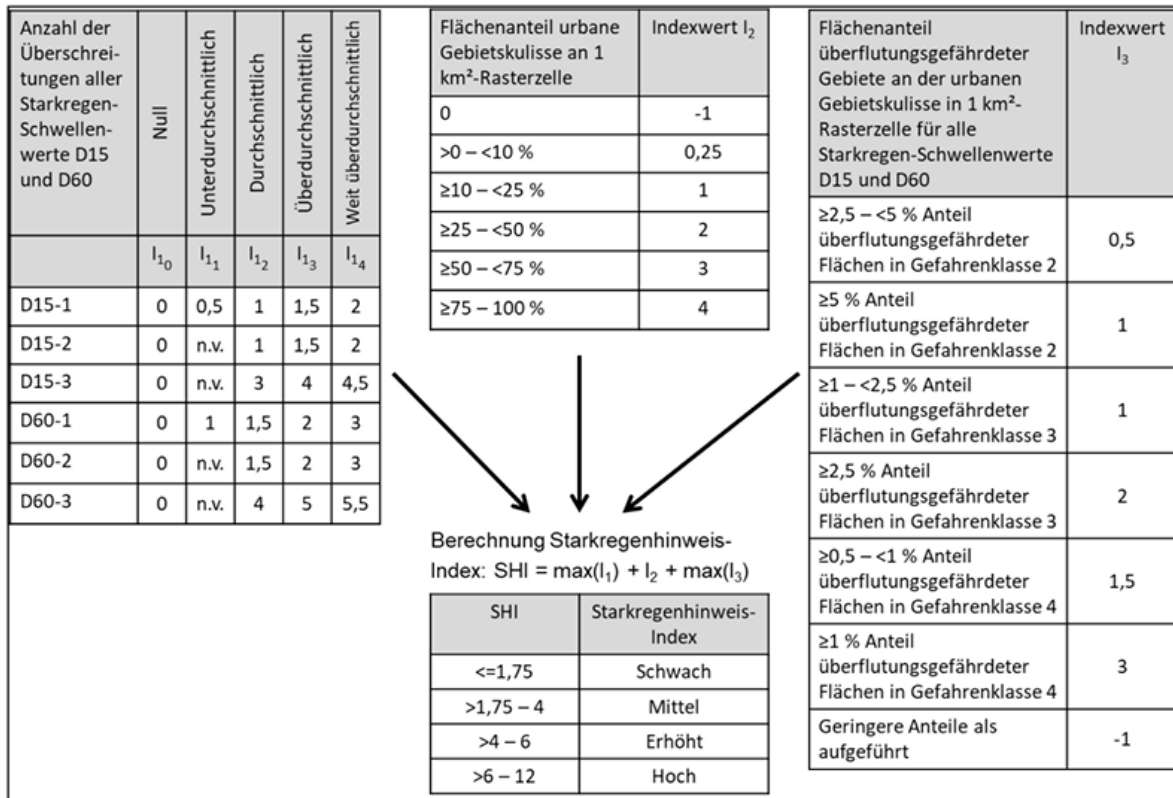 Anzahl der
Überschrei-
tungen aller
Starkregen-
Schwellen-
werte D15
und D60
Null
Unterdurchschnittlich
Durchschnittlich
Überdurchschnittlich
Weit überdurchschnittlich
I₁₀ I₁₁ I₁₂ I₁₃ I₁₄
D15-1 0 0,5 1 1,5 2
D15-2 0 n.v. 1 1,5 2
D15-3 0 n.v. 3 4 4,5
D60-1 0 1 1,5 2 3
D60-2 0 n.v. 1,5 2 3
D60-3 0 n.v. 4 5 5,5
Flächenanteil urbane Indexwert I₂
Gebietskulisse an 1
km²-Rasterzelle
0 -1
>0 – <10 % 0,25
≥10 – <25 % 1
≥25 – <50 % 2
≥50 – <75 % 3
≥75 – 100 % 4
Flächenanteil Indexwert
überflutungsgefährdeter I₃
Gebiete an der urbanen
Gebietskulisse in 1 km²-
Rasterzelle für alle
Starkregen-Schwellenwerte
D15 und D60
≥2,5 – <5 % Anteil
überflutungsgefährdeter 0,5
Flächen in Gefahrenklasse 2
≥5 % Anteil
überflutungsgefährdeter 1
Flächen in Gefahrenklasse 2
≥1 – <2,5 % Anteil
überflutungsgefährdeter 1
Flächen in Gefahrenklasse 3
≥2,5 % Anteil
überflutungsgefährdeter 2
Flächen in Gefahrenklasse 3
≥0,5 – <1 % Anteil
überflutungsgefährdeter 1,5
Flächen in Gefahrenklasse 4
≥1 % Anteil
überflutungsgefährdeter 3
Flächen in Gefahrenklasse 4
Geringere Anteile als -1
aufgeführt
Berechnung Starkregenhinweis-
Index: SHI = max(I₁) + I₂ + max(I₃)
SHI Starkregenhinweis-
Index
<=1,75 Schwach
>1,75 – 4 Mittel
>4 – 6 Erhöht
>6 – 12 Hoch